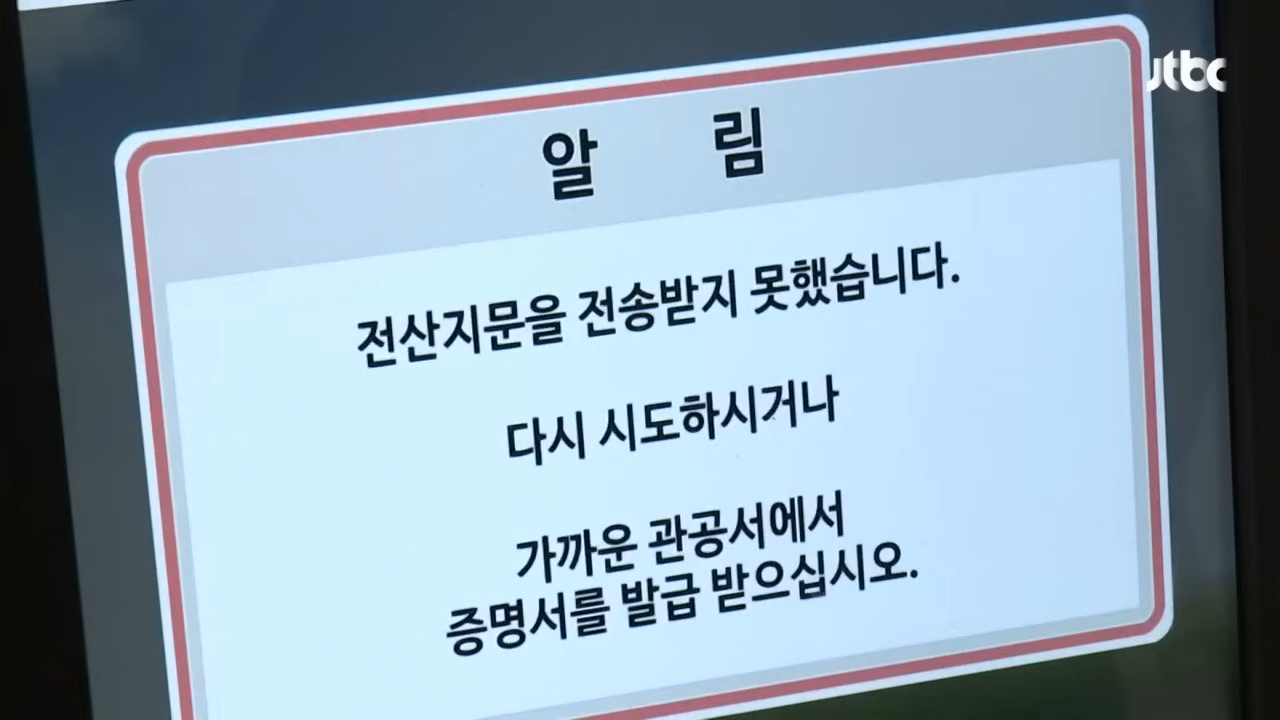 jtbc
알 림
전산지문을 전송받지 못했습니다.
다시 시도하시거나
가까운 관공서에서
증명서를 발급 받으십시오.